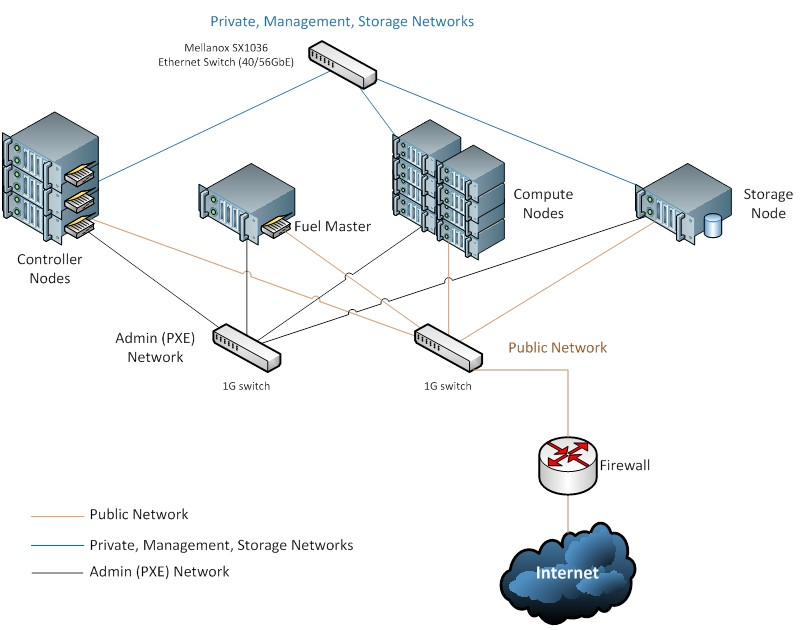 Private, Management, Storage Networks
Mellanox SX1036
Ethernet Switch (40/56GbE)
Controller
Nodes
Fuel Master
Compute
Nodes
Storage
Node
Admin (PXE)
Network
1G switch
1G switch
Public Network
Firewall
Internet
Public Network
Private, Management, Storage Networks
Admin (PXE) Network